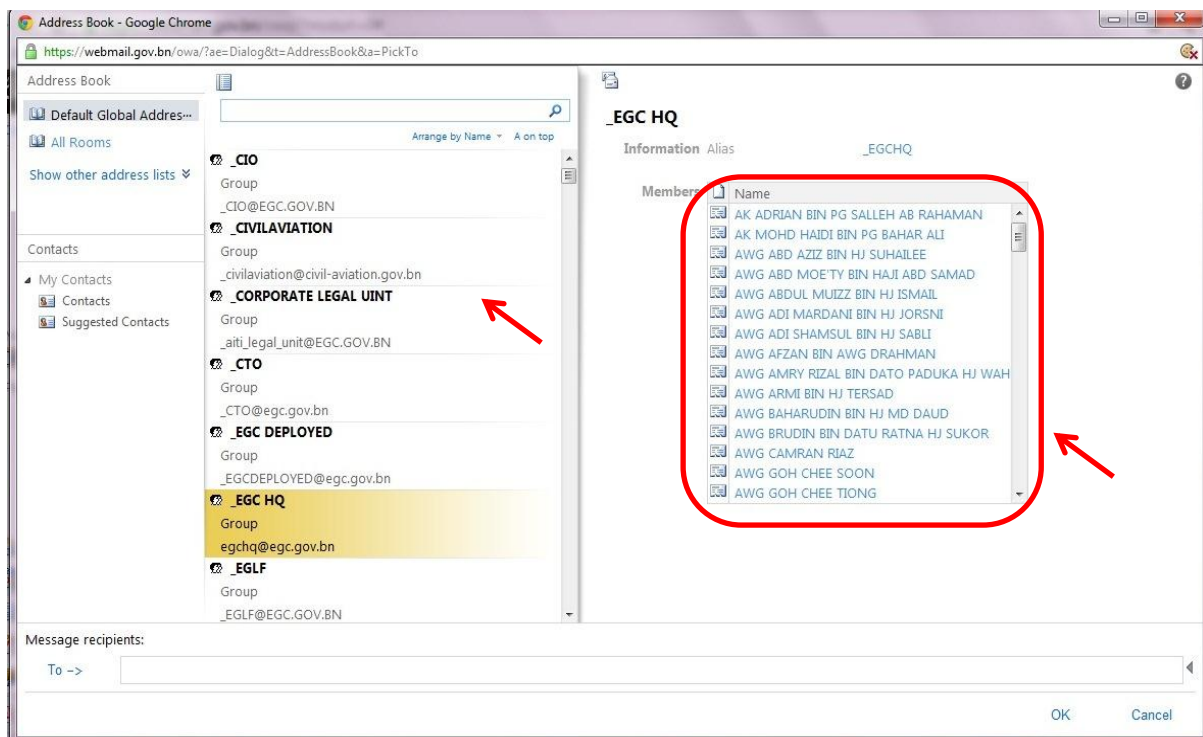 Address Book - Google Chrome
https://webmail.gov.bn/owa/?ae=Dialog&t=AddressBook&a=PickTo
Address Book
Default Global Addres...
All Rooms
Show other address lists
Contacts
My Contacts
Contacts
Suggested Contacts
Arrange by Name A on top
_CIO
Group
_CIO@EGC.GOV.BN
_CIVILAVIATION
Group
_civilaviation@civil-aviation.gov.bn
_CORPORATE LEGAL UINT
Group
_aiti_legal_unit@EGC.GOV.BN
_CTO
Group
_CTO@egc.gov.bn
_EGC DEPLOYED
Group
_EGCDEPLOYED@egc.gov.bn
_EGC HQ
Group
egchq@egc.gov.bn
_EGLF
Group
_EGLF@EGC.GOV.BN
_EGC HQ
Information Alias _EGCHQ
Members Name
AK ADRIAN BIN PG SALLEH AB RAHAMAN
AK MOHD HAIDI BIN PG BAHAR ALI
AWG ABD AZIZ BIN HJ SUHAILEE
AWG ABD MOE'TY BIN HAJI ABD SAMAD
AWG ABDUL MUIZZ BIN HJ ISMAIL
AWG ADI MARDANI BIN HJ JORSNI
AWG ADI SHAMSUL BIN HJ SABLI
AWG AFZAN BIN AWG DRAHMAN
AWG AMRY RIZAL BIN DATO PADUKA HJ WAH
AWG ARMI BIN HJ TERSAD
AWG BAHARUDIN BIN HJ MD DAUD
AWG BRUDIN BIN DATU RATNA HJ SUKOR
AWG CAMRAN RIAZ
AWG GOH CHEE SOON
AWG GOH CHEE TIONG
Message recipients:
To ->
OK Cancel